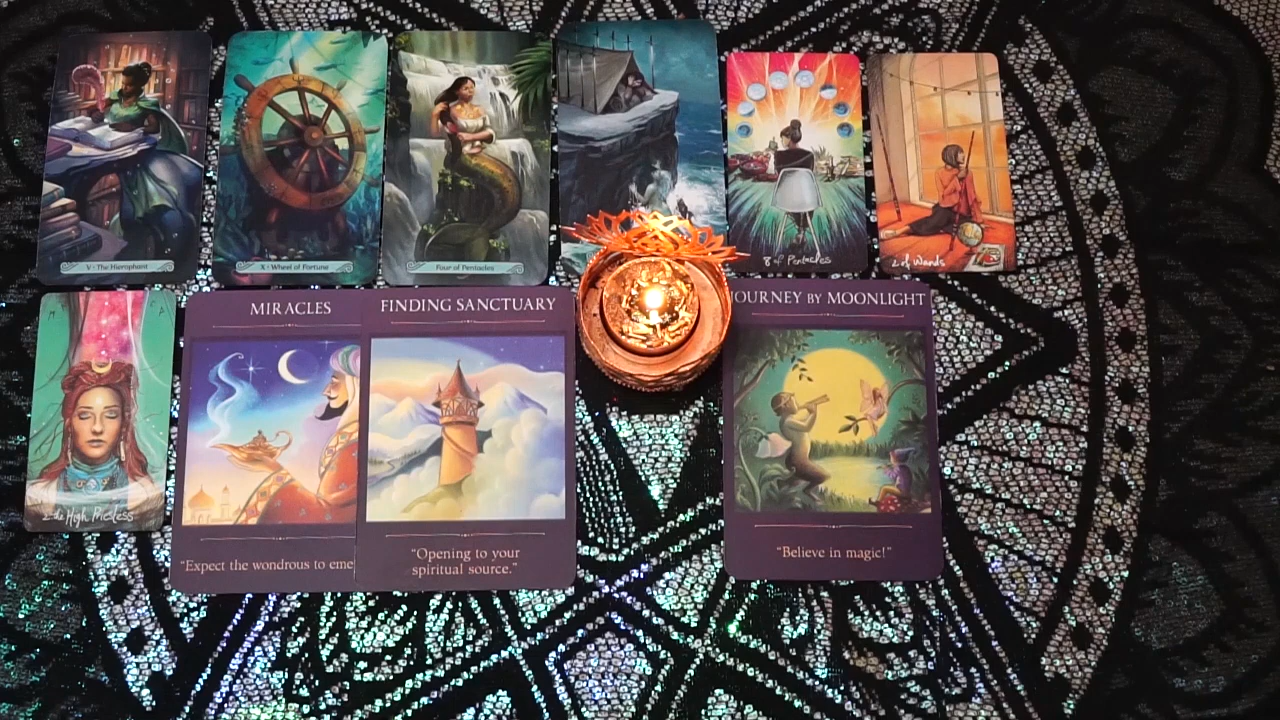 V · The Hierophant
X · Wheel of Fortune
Four of Pentacles
8 of Pentacles
2 of Wands
MIRACLES
FINDING SANCTUARY
JOURNEY BY MOONLIGHT
High Priestess
"Expect the wondrous to eme
"Opening to your
spiritual source."
"Believe in magic!"